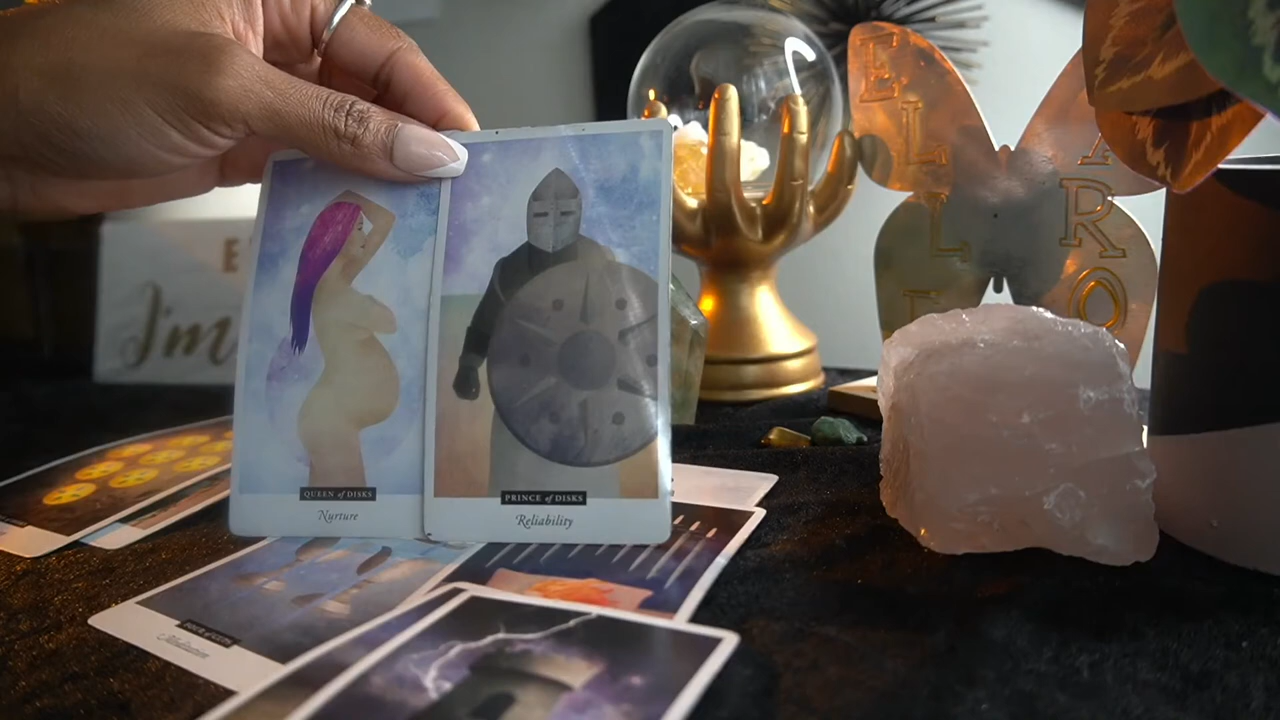 E
L
L
E
A
R
O
E
I'm
QUEEN of DISKS
Nurture
PRINCE of DISKS
Reliability